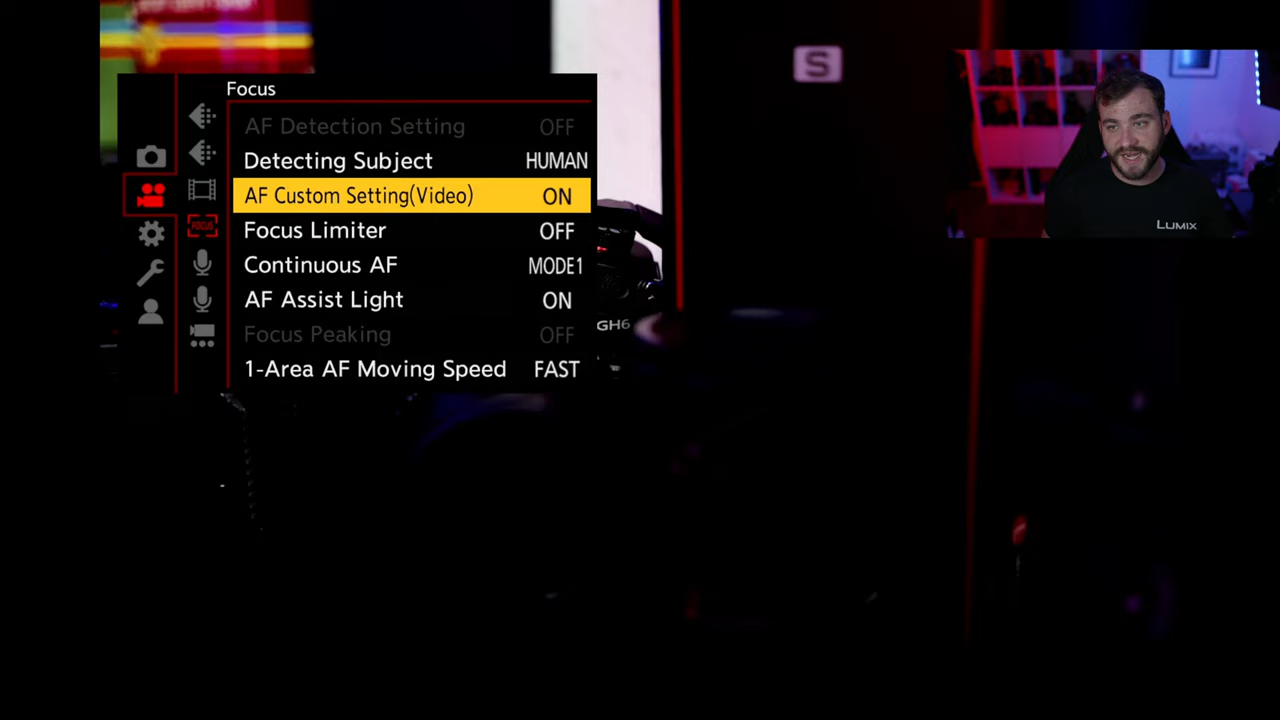 Focus
AF Detection Setting OFF
Detecting Subject HUMAN
AF Custom Setting(Video) ON
Focus Limiter OFF
Continuous AF MODE1
AF Assist Light ON
Focus Peaking OFF
1-Area AF Moving Speed FAST
FOCUS
S
GH6
LUMIX